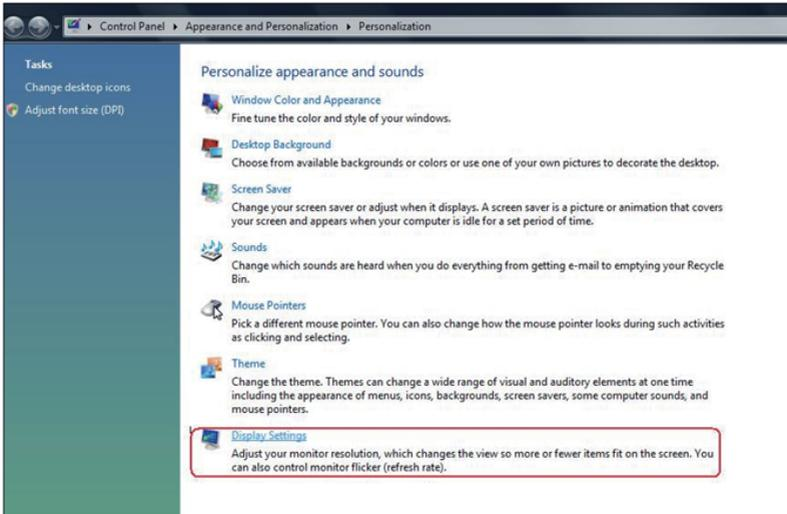 Control Panel ▸ Appearance and Personalization ▸ Personalization
Tasks
Change desktop icons
Adjust font size (DPI)
Personalize appearance and sounds
Window Color and Appearance
Fine tune the color and style of your windows.
Desktop Background
Choose from available backgrounds or colors or use one of your own pictures to decorate the desktop.
Screen Saver
Change your screen saver or adjust when it displays. A screen saver is a picture or animation that covers
your screen and appears when your computer is idle for a set period of time.
Sounds
Change which sounds are heard when you do everything from getting e-mail to emptying your Recycle
Bin.
Mouse Pointers
Pick a different mouse pointer. You can also change how the mouse pointer looks during such activities
as clicking and selecting.
Theme
Change the theme. Themes can change a wide range of visual and auditory elements at one time
including the appearance of menus, icons, backgrounds, screen savers, some computer sounds, and
mouse pointers.
Display Settings
Adjust your monitor resolution, which changes the view so more or fewer items fit on the screen. You
can also control monitor flicker (refresh rate).